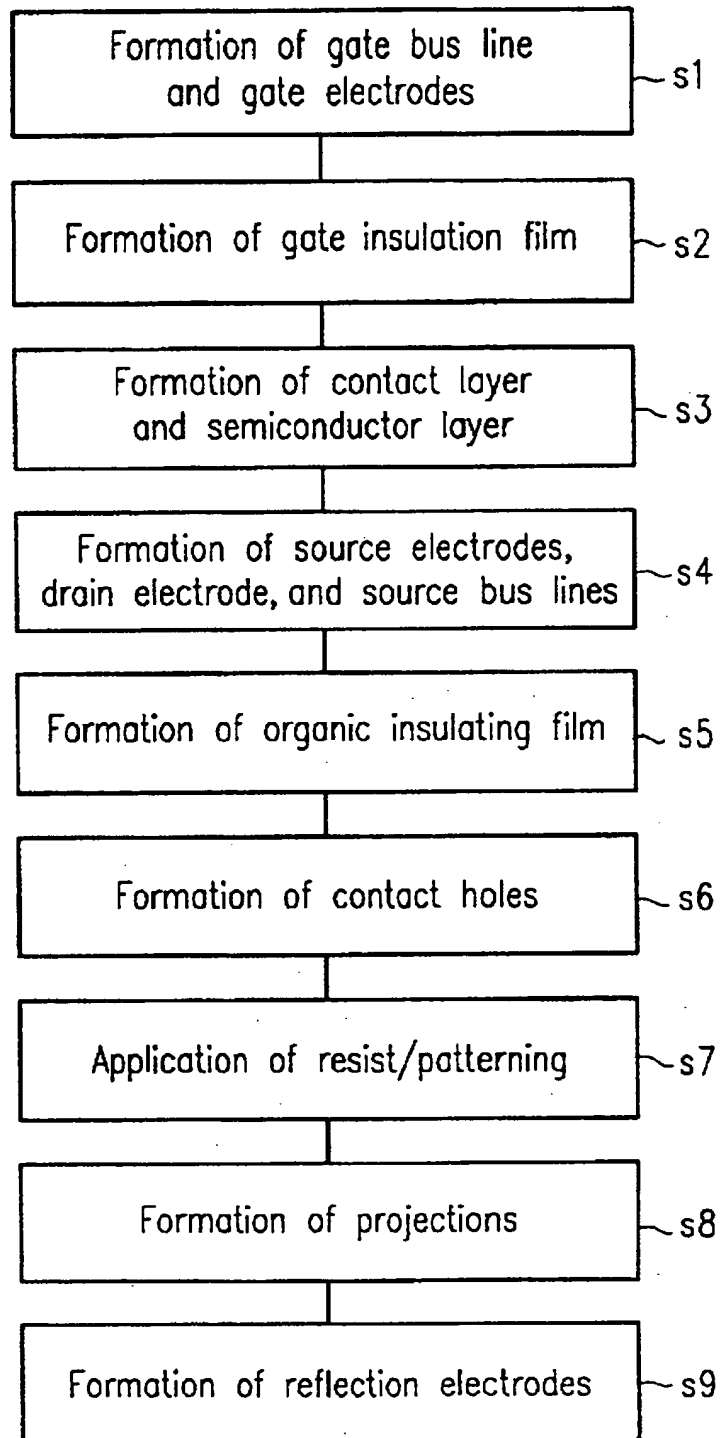 Formation of gate bus line
and gate electrodes
s1
Formation of gate insulation film
s2
Formation of contact layer
and semiconductor layer
s3
Formation of source electrodes,
drain electrode, and source bus lines
s4
Formation of organic insulating film
s5
Formation of contact holes
s6
Application of resist/patterning
s7
Formation of projections
s8
Formation of reflection electrodes
s9